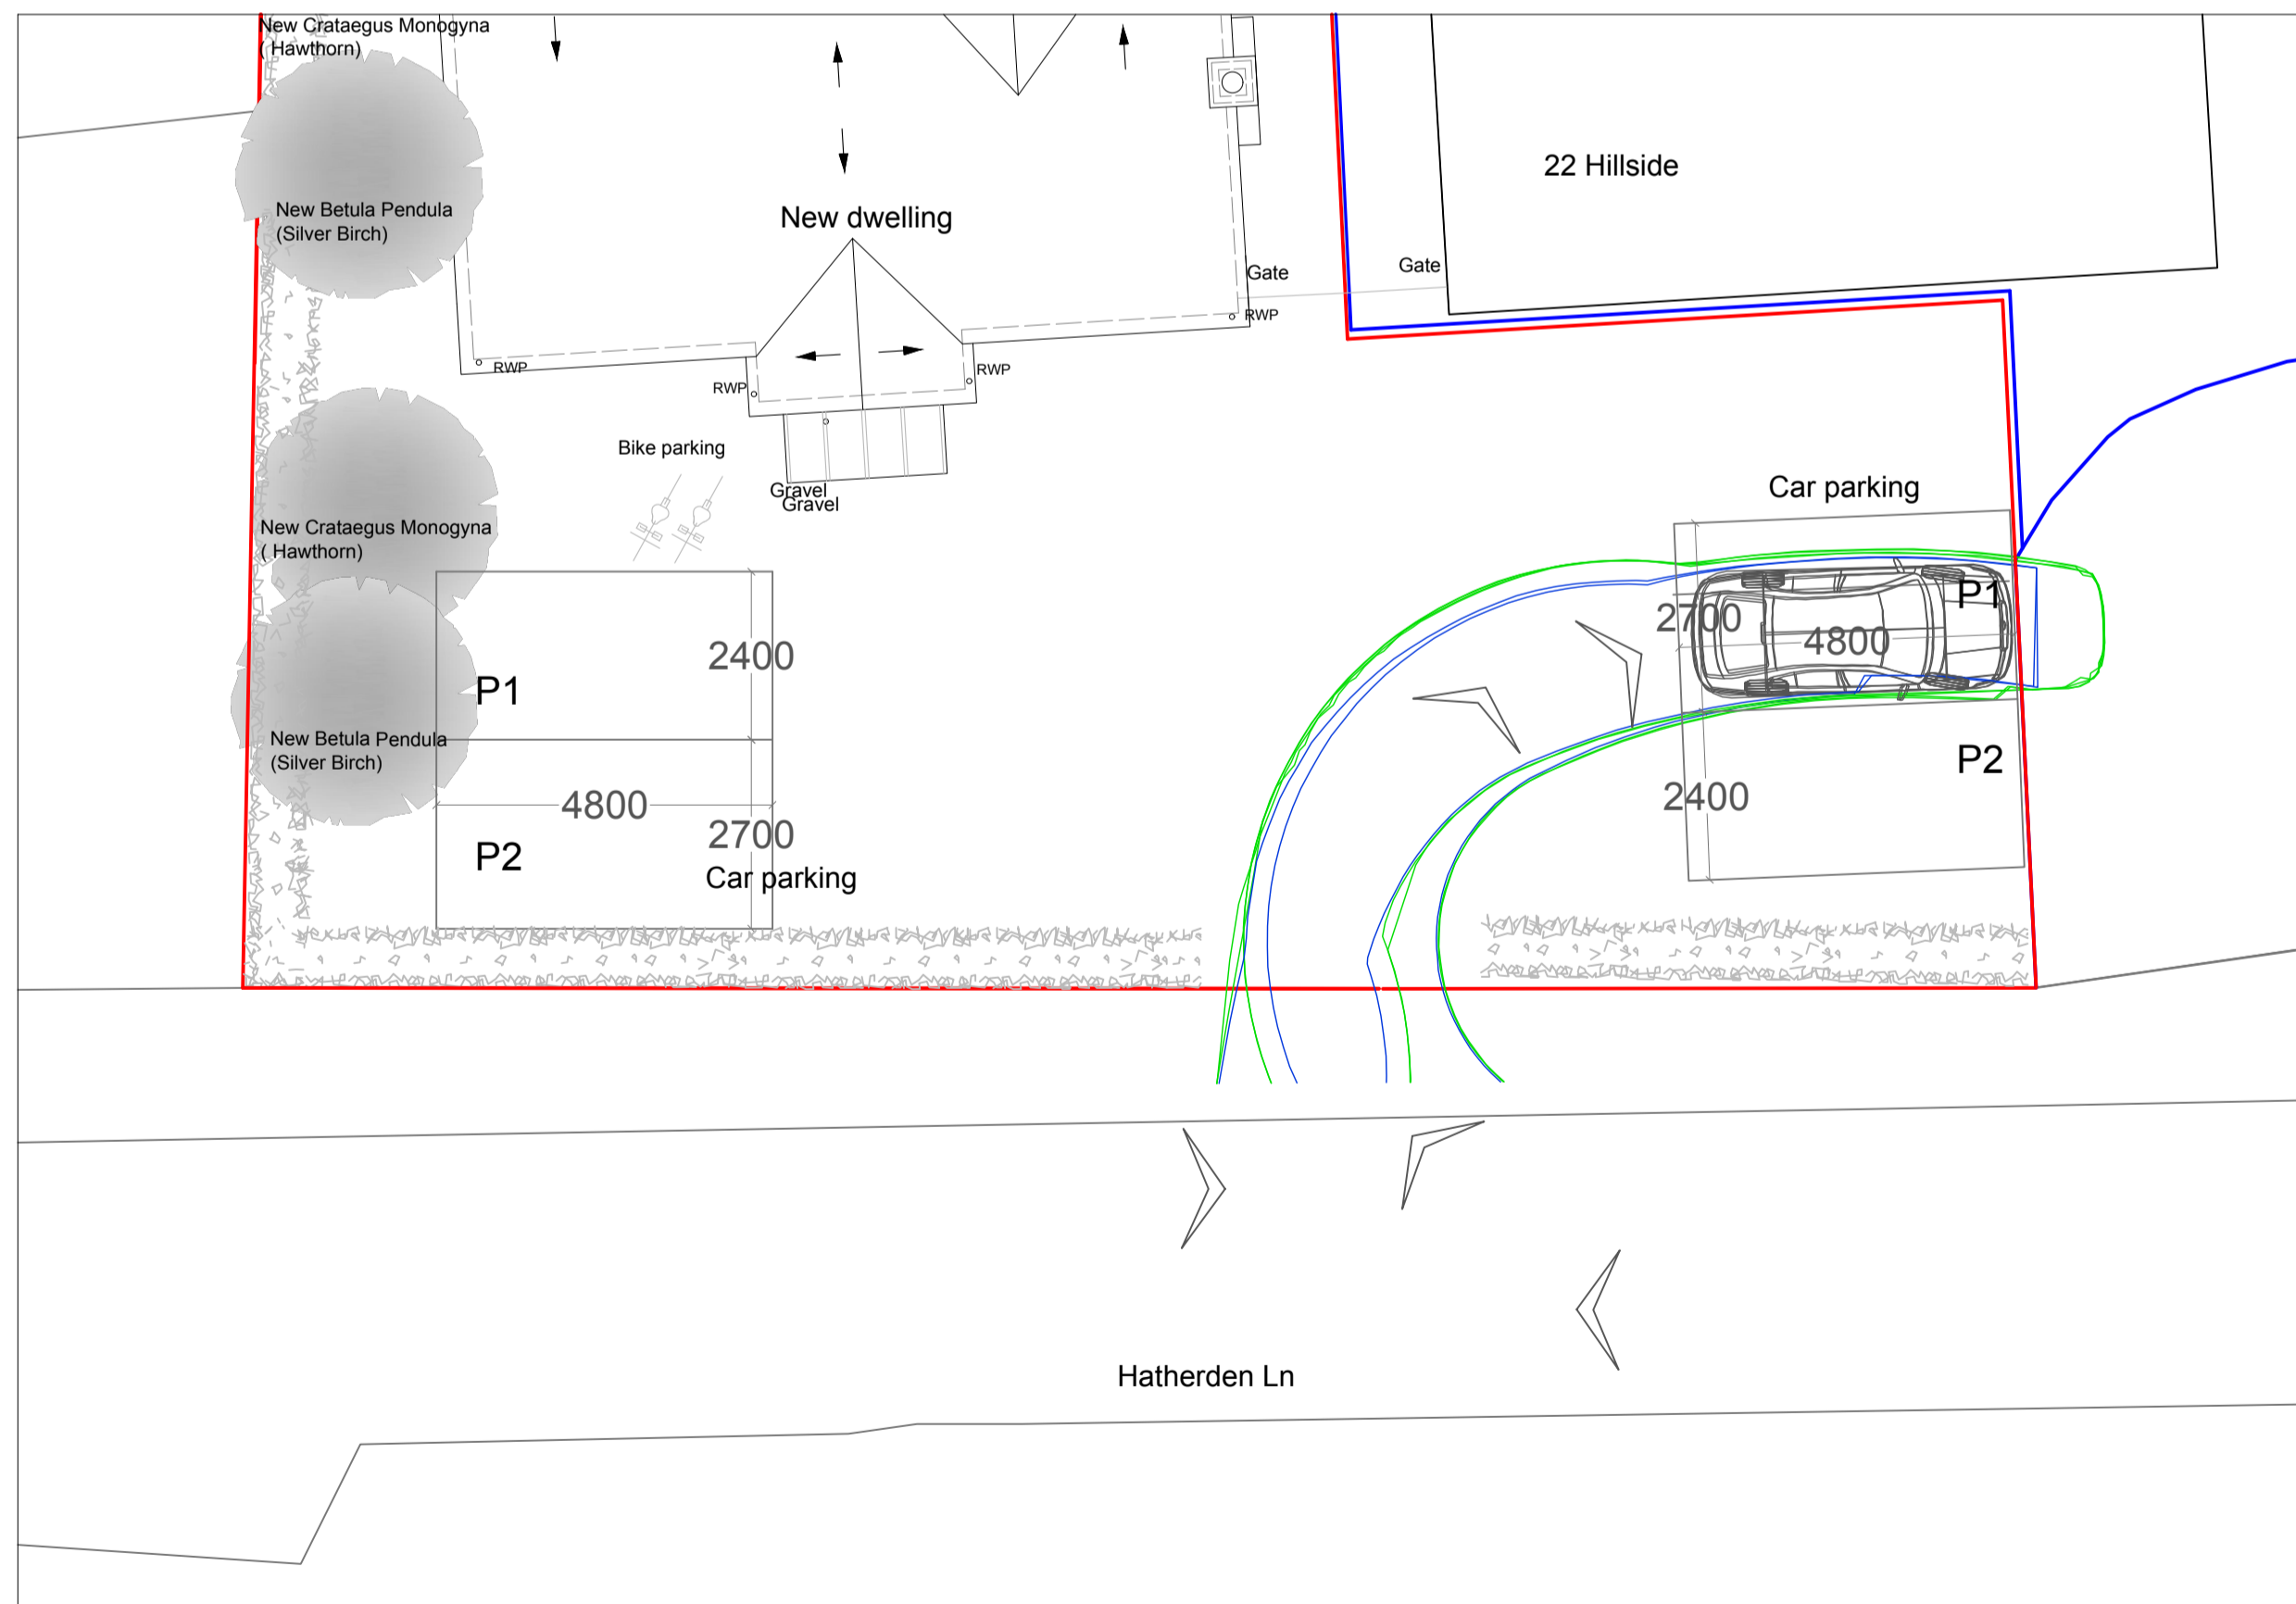 New Crataegus Monogyna
( Hawthorn)
22 Hillside
New Betula Pendula
(Silver Birch)
New dwelling
Gate
Gate
RWP
RWP
RWP
RWP
Bike parking
Gravel
Gravel
Car parking
New Crataegus Monogyna
( Hawthorn)
P1
2700
4800
2400
P1
New Betula Pendula
(Silver Birch)
P2
2400
4800
2700
P2
Car parking
Hatherden Ln